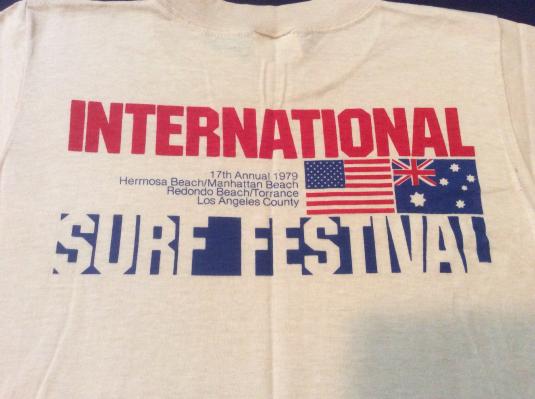 INTERNATIONAL
17th Annual 1979
Hermosa Beach/Manhattan Beach
Redondo Beach/Torrance
Los Angeles County
SURF FESTIVAL